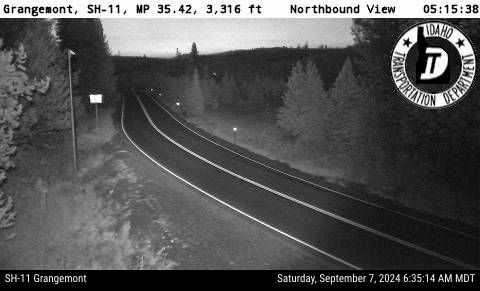 Grangemont, SH-11, MP 35.42, 3,316 ft Northbound View 05:15:38
IDAHO
TRANSPORTATION DEPARTMENT
SH-11 Grangemont Saturday, September 7, 2024 6:35:14 AM MDT